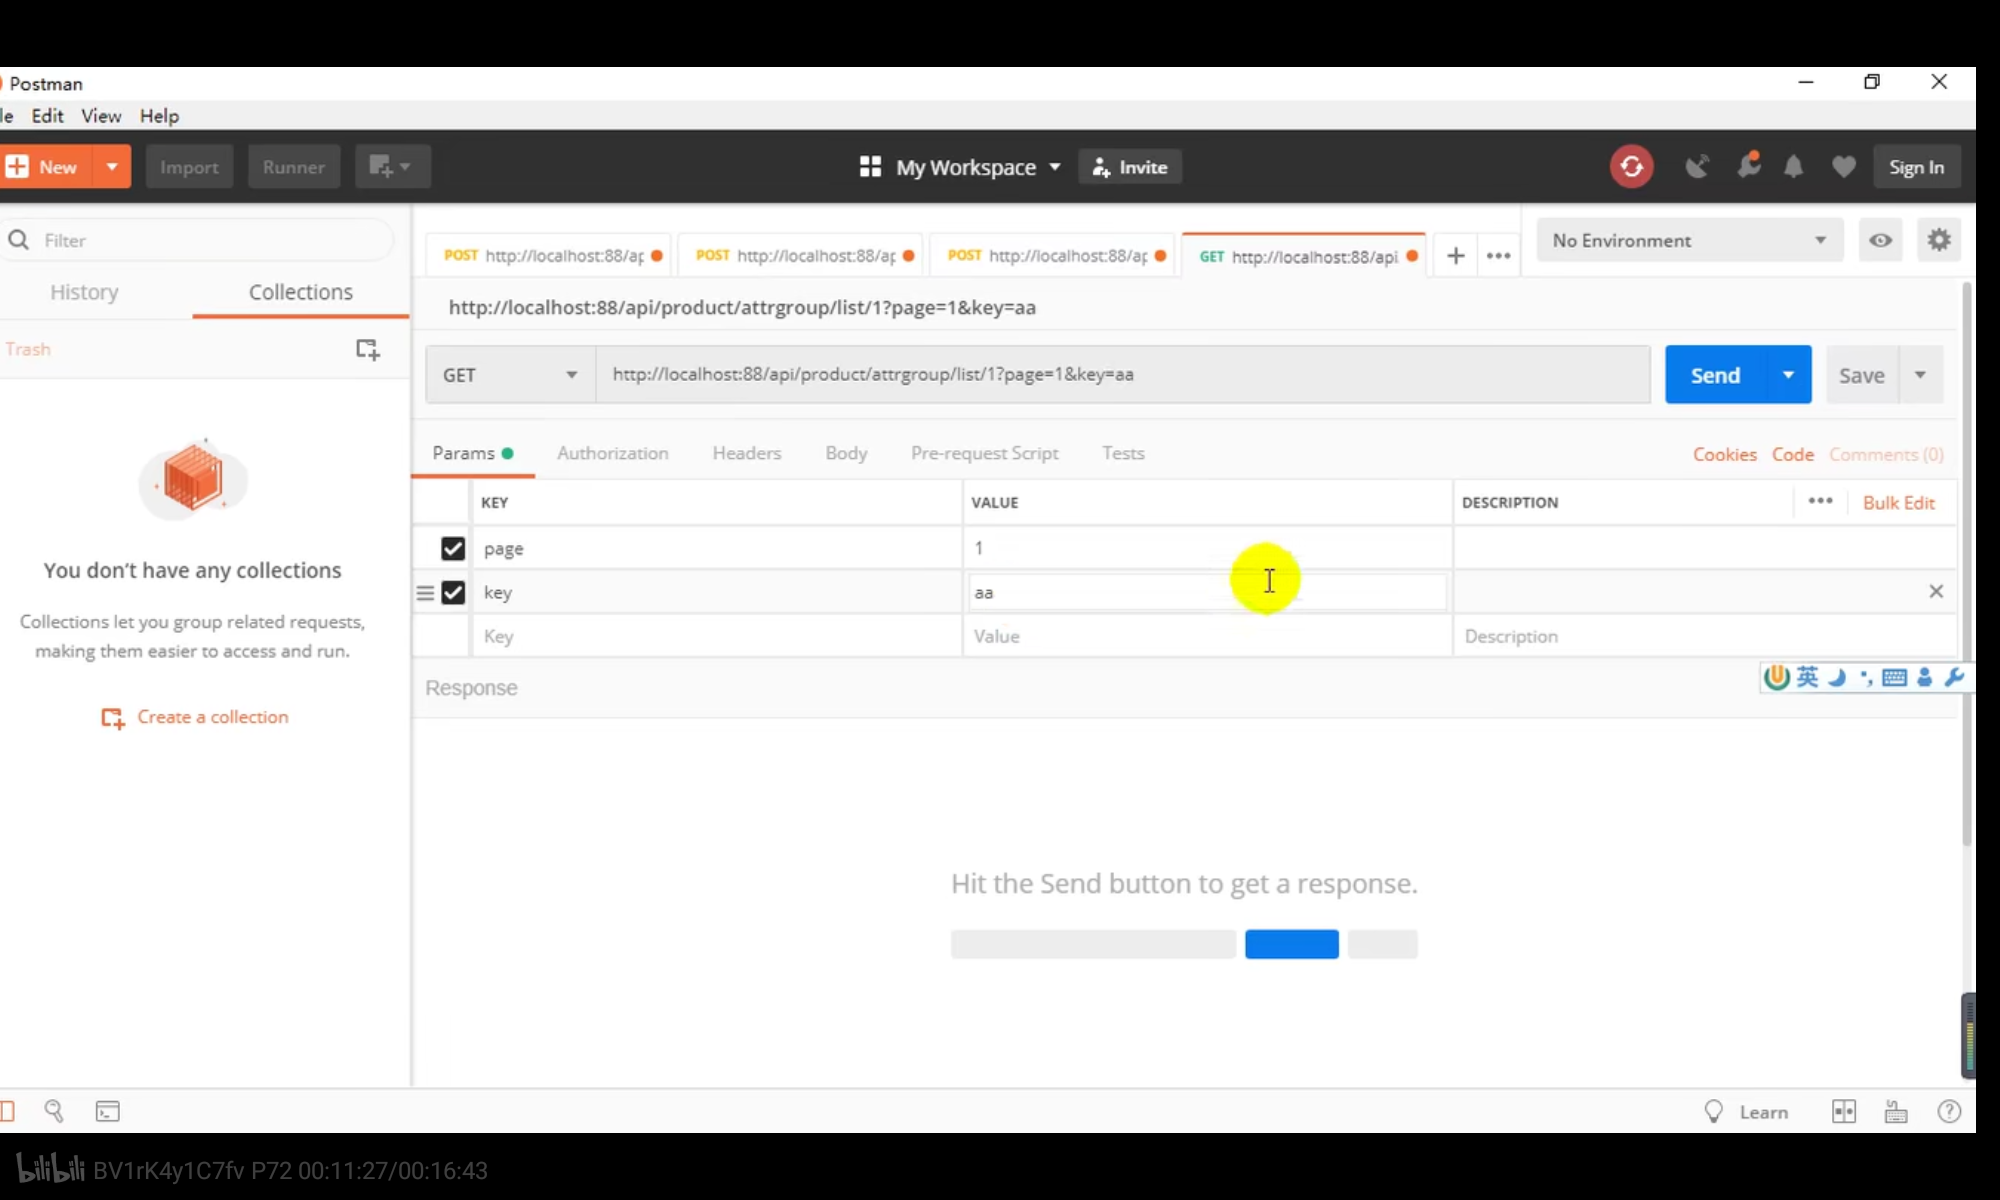 Postman
le Edit View Help
New Import Runner My Workspace Invite Sign In
Filter
POST http://localhost:88/ap POST http://localhost:88/ap POST http://localhost:88/ap GET http://localhost:88/api + ••• No Environment
History Collections
http://localhost:88/api/product/attrgroup/list/1?page=1&key=aa
Trash
GET http://localhost:88/api/product/attrgroup/list/1?page=1&key=aa Send Save
Params Authorization Headers Body Pre-request Script Tests Cookies Code Comments (0)
KEY VALUE DESCRIPTION ••• Bulk Edit
page 1
key aa
Key Value Description
You don't have any collections
Collections let you group related requests,
making them easier to access and run.
Create a collection
Response
英
Hit the Send button to get a response.
Learn
bilibili BV1rK4y1C7fv P72 00:11:27/00:16:43